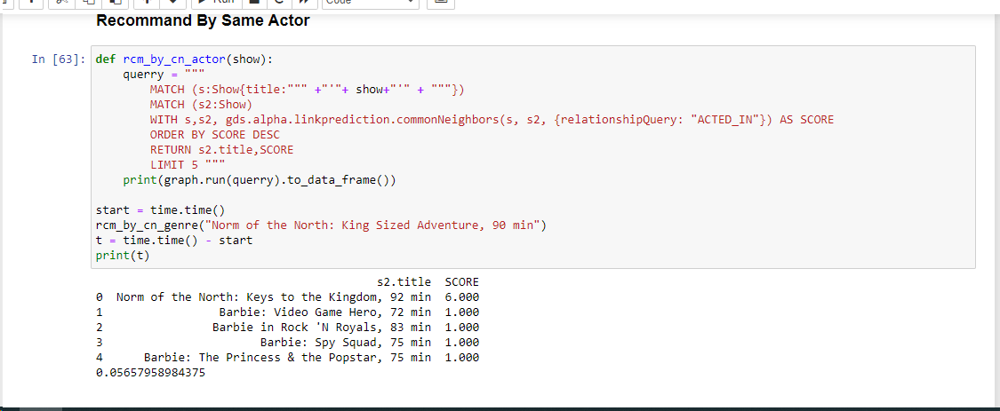 Run
Code
Recommand By Same Actor
In [63]: def rcm_by_cn_actor(show):
    querry = """
        MATCH (s:Show{title:""" +"'"+ show+"'" + """})
        MATCH (s2:Show)
        WITH s,s2, gds.alpha.linkprediction.commonNeighbors(s, s2, {relationshipQuery: "ACTED_IN"}) AS SCORE
        ORDER BY SCORE DESC
        RETURN s2.title,SCORE
        LIMIT 5 """
    print(graph.run(querry).to_data_frame())
start = time.time()
rcm_by_cn_genre("Norm of the North: King Sized Adventure, 90 min")
t = time.time() - start
print(t)
s2.title SCORE
0 Norm of the North: Keys to the Kingdom, 92 min 6.000
1 Barbie: Video Game Hero, 72 min 1.000
2 Barbie in Rock 'N Royals, 83 min 1.000
3 Barbie: Spy Squad, 75 min 1.000
4 Barbie: The Princess & the Popstar, 75 min 1.000
0.05657958984375